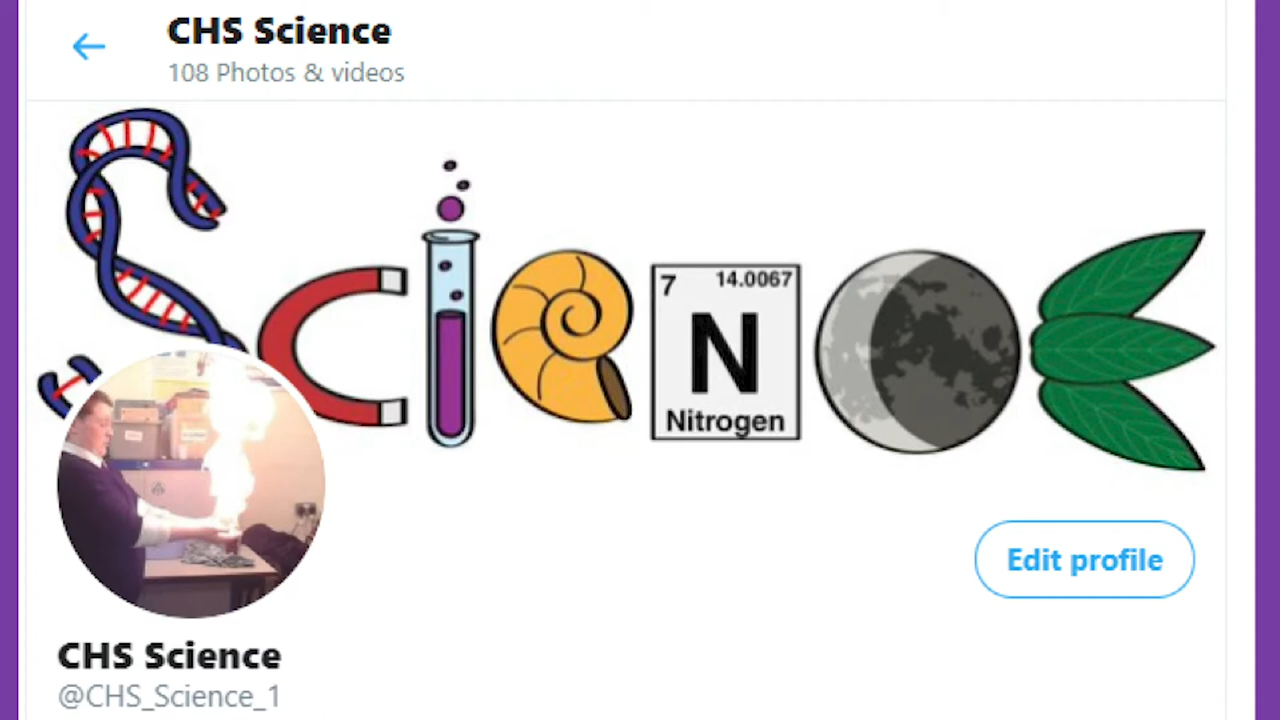 CHS Science
108 Photos & videos
7 14.0067
N
Nitrogen
Edit profile
CHS Science
@CHS_Science_1